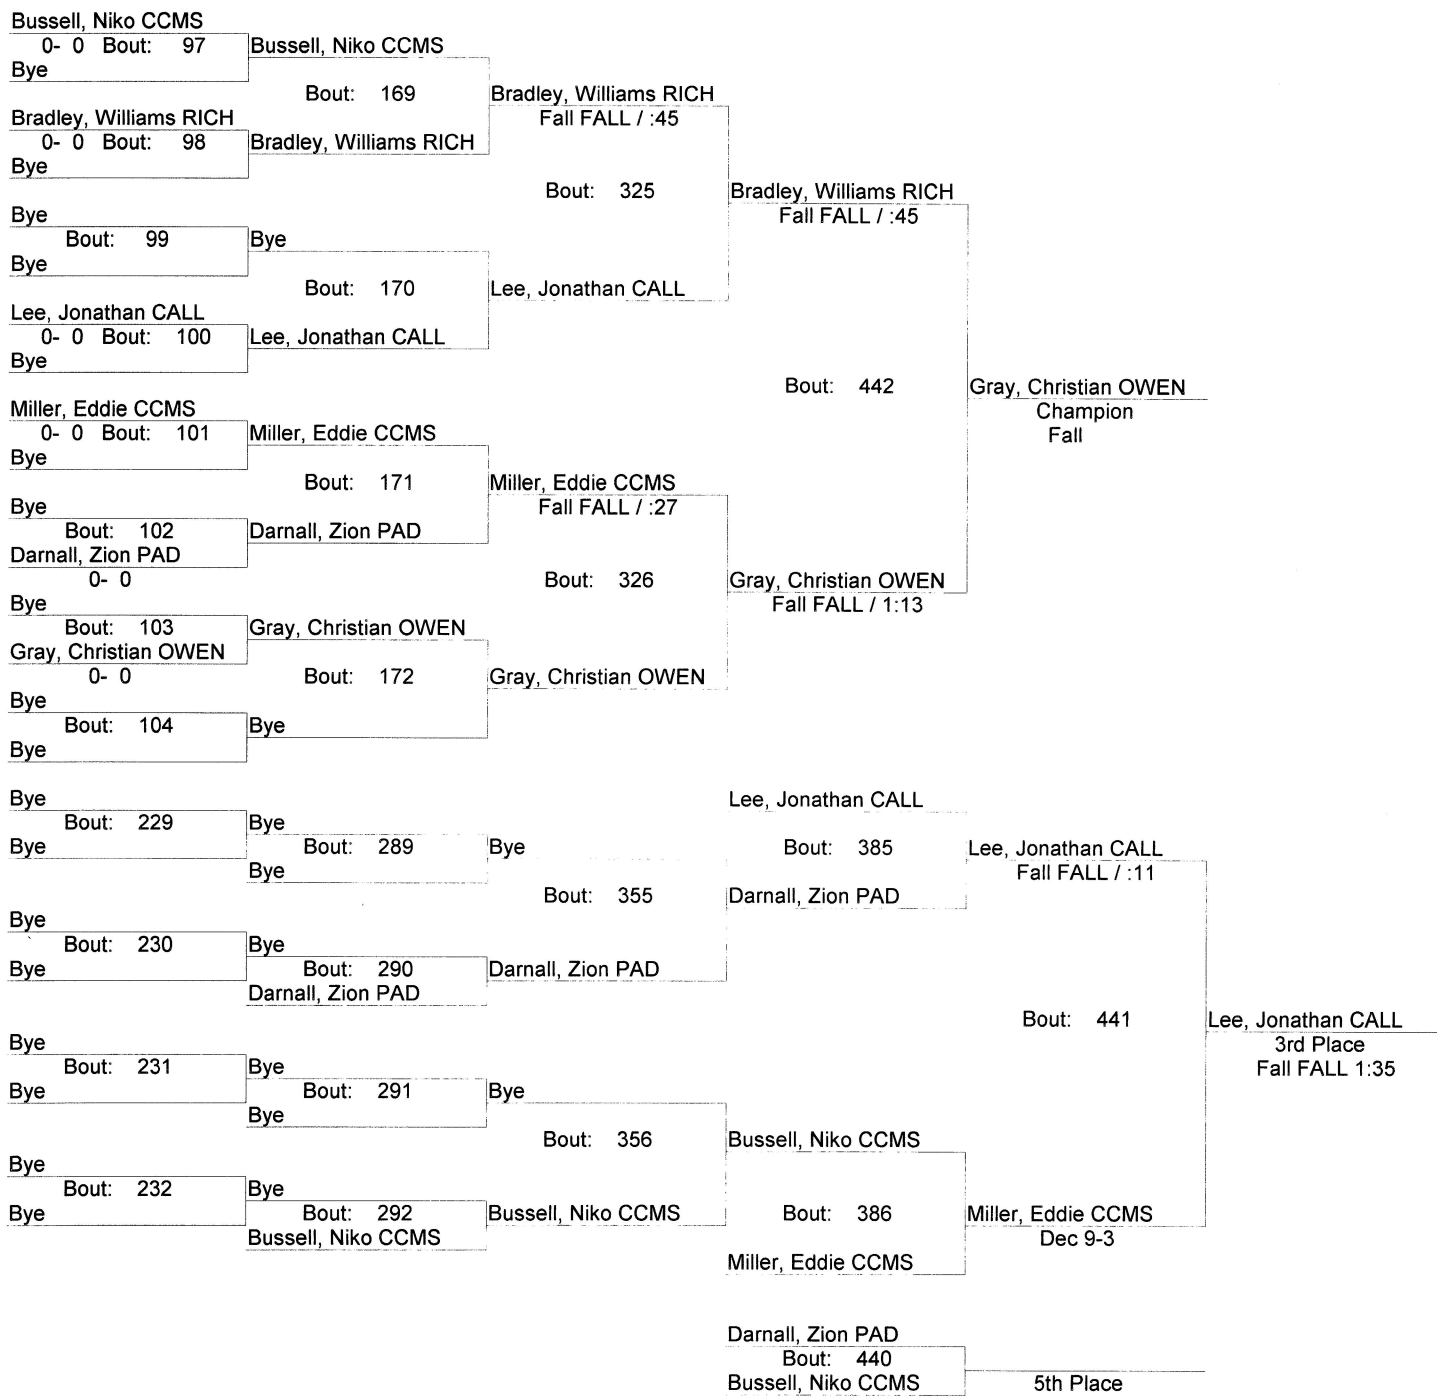 Bussell, Niko CCMS
0- 0 Bout: 97
Bye
Bussell, Niko CCMS
Bout: 169
Bradley, Williams RICH
0- 0 Bout: 98
Bye
Bradley, Williams RICH
Bradley, Williams RICH
Fall FALL / :45
Bout: 325
Bye
Bout: 99
Bye
Bye
Bout: 170
Lee, Jonathan CALL
0- 0 Bout: 100
Bye
Lee, Jonathan CALL
Lee, Jonathan CALL
Bradley, Williams RICH
Fall FALL / :45
Bout: 442
Gray, Christian OWEN
Champion
Fall
Miller, Eddie CCMS
0- 0 Bout: 101
Bye
Miller, Eddie CCMS
Bout: 171
Bye
Bout: 102
Darnall, Zion PAD
0- 0
Darnall, Zion PAD
Miller, Eddie CCMS
Fall FALL / :27
Bout: 326
Bye
Bout: 103
Gray, Christian OWEN
0- 0
Gray, Christian OWEN
Bout: 172
Bye
Bout: 104
Bye
Bye
Gray, Christian OWEN
Gray, Christian OWEN
Fall FALL / 1:13
Bye
Bout: 229
Bye
Bye
Bout: 289
Bye
Bye
Bout: 355
Bye
Bout: 230
Bye
Bye
Bout: 290
Darnall, Zion PAD
Darnall, Zion PAD
Lee, Jonathan CALL
Bout: 385
Darnall, Zion PAD
Lee, Jonathan CALL
Fall FALL / :11
Bout: 441
Lee, Jonathan CALL
3rd Place
Fall FALL 1:35
Bye
Bout: 231
Bye
Bye
Bout: 291
Bye
Bye
Bout: 356
Bye
Bout: 232
Bye
Bye
Bout: 292
Bussell, Niko CCMS
Bussell, Niko CCMS
Bussell, Niko CCMS
Bout: 386
Miller, Eddie CCMS
Miller, Eddie CCMS
Dec 9-3
Darnall, Zion PAD
Bout: 440
Bussell, Niko CCMS
5th Place